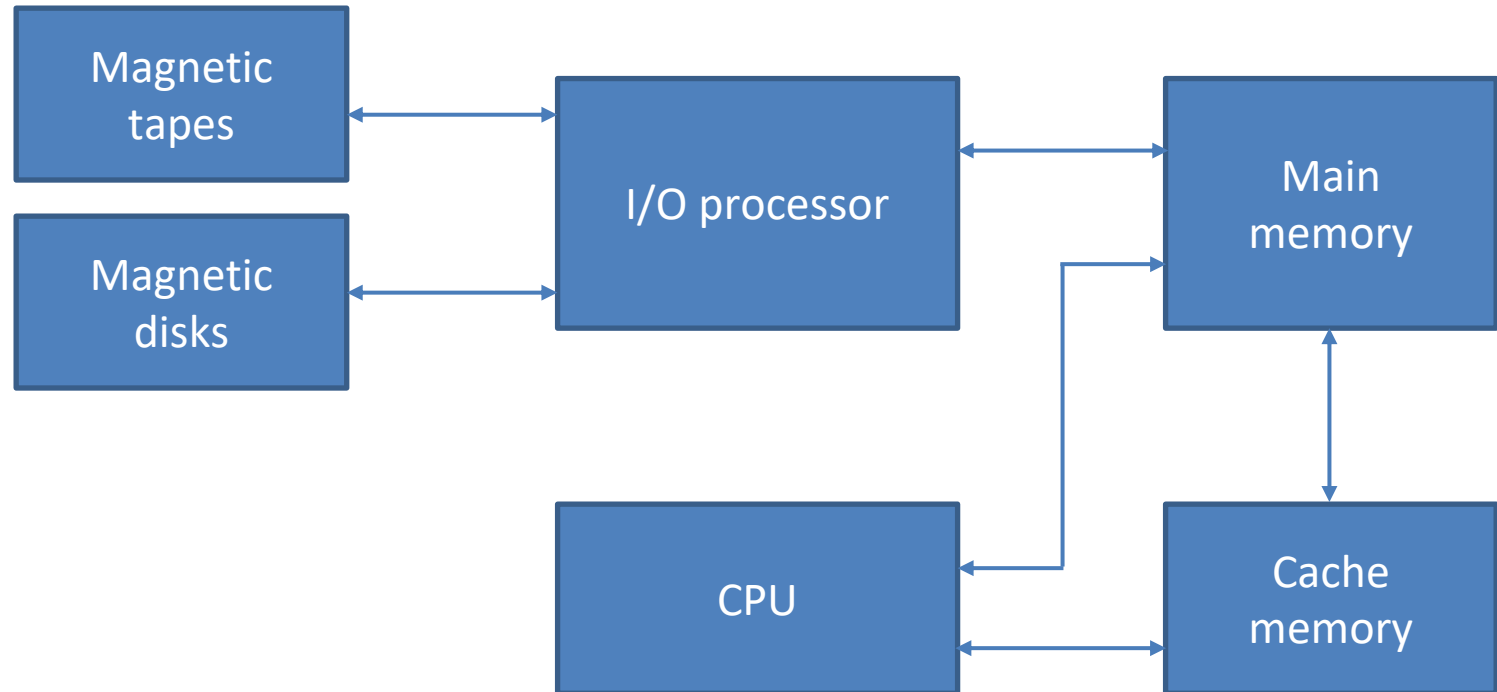 Magnetic
tapes
I/O processor
Main
memory
Magnetic
disks
CPU
Cache
memory